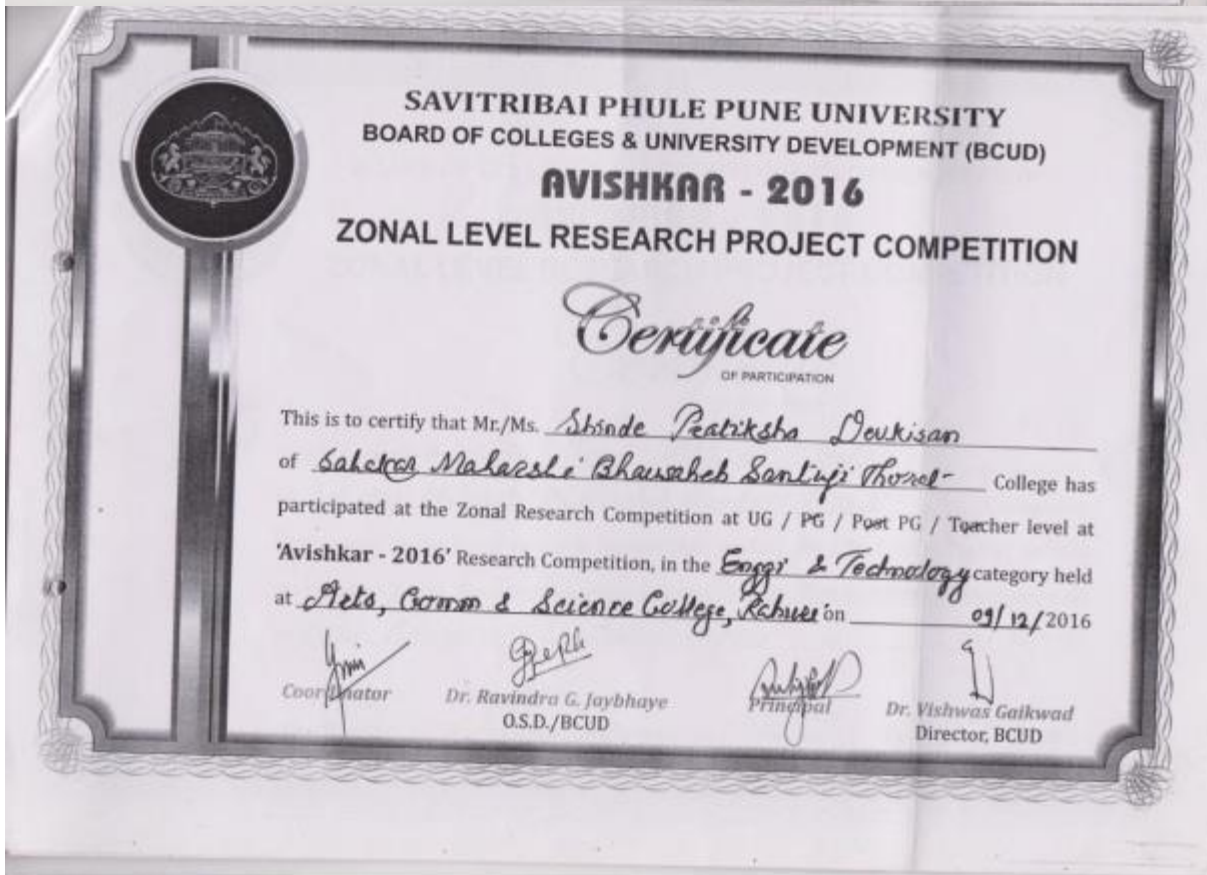 SAVITRIBAI PHULE PUNE UNIVERSITY
BOARD OF COLLEGES & UNIVERSITY DEVELOPMENT (BCUD)
AVISHKAR - 2016
ZONAL LEVEL RESEARCH PROJECT COMPETITION
Certificate
OF PARTICIPATION
This is to certify that Mr./Ms. Shinde Pratiksha Devkisan
of Maharshi Bhausaheb Santuji Thorat College has
participated at the Zonal Research Competition at UG / PG / Post PG / Teacher level at
'Avishkar - 2016' Research Competition, in the Engg. & Technology category held
at Arts, Comm & Science College, on 09/12/2016
Coordinator
Dr. Ravindra G. Jaybhaye
O.S.D./BCUD
Principal
Dr. Vishwas Gaikwad
Director, BCUD